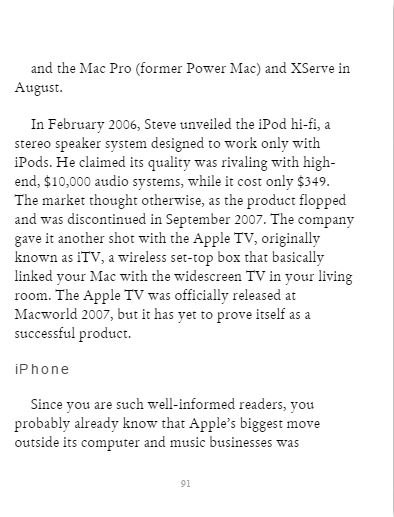 and the Mac Pro (former Power Mac) and XServe in
August.
In February 2006, Steve unveiled the iPod hi-fi, a
stereo speaker system designed to work only with
iPods. He claimed its quality was rivaling with high-
end, $10,000 audio systems, while it cost only $349.
The market thought otherwise, as the product flopped
and was discontinued in September 2007. The company
gave it another shot with the Apple TV, originally
known as iTV, a wireless set-top box that basically
linked your Mac with the widescreen TV in your living
room. The Apple TV was officially released at
Macworld 2007, but it has yet to prove itself as a
successful product.
iPhone
Since you are such well-informed readers, you
probably already know that Apple's biggest move
outside its computer and music businesses was
91